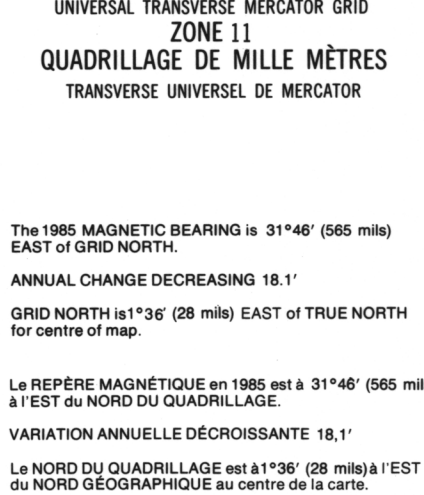 UNIVERSAL TRANSVERSE MERCATOR GRID
ZONE 11
QUADRILLAGE DE MILLE MÈTRES
TRANSVERSE UNIVERSEL DE MERCATOR
The 1985 MAGNETIC BEARING is 31°46′ (565 mils)
EAST of GRID NORTH.
ANNUAL CHANGE DECREASING 18.1′
GRID NORTH is1°36′ (28 mils) EAST of TRUE NORTH
for centre of map.
Le REPÈRE MAGNÉTIQUE en 1985 est à 31°46′ (565 mil
à l'EST du NORD DU QUADRILLAGE.
VARIATION ANNUELLE DÉCROISSANTE 18,1′
Le NORD DU QUADRILLAGE est à1°36′ (28 mils) à l'EST
du NORD GÉOGRAPHIQUE au centre de la carte.